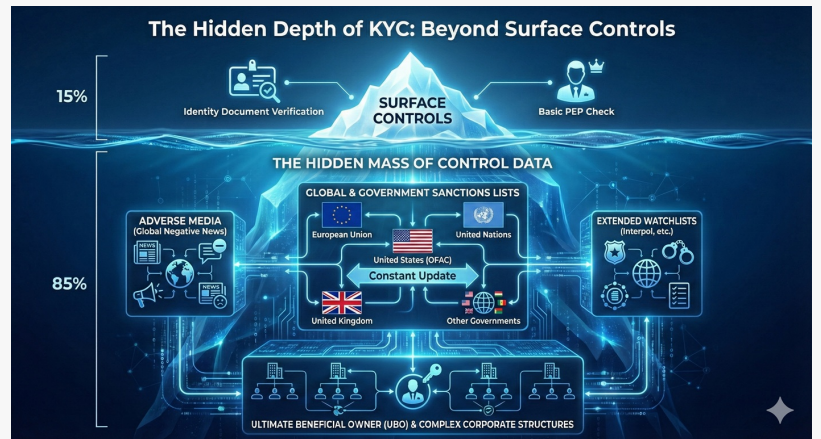 The Hidden Depth of KYC: Beyond Surface Controls
15%
Identity Document Verification
SURFACE
CONTROLS
Basic PEP Check
THE HIDDEN MASS OF CONTROL DATA
85%
ADVERSE MEDIA
(Global Negative News)
NEWS
NEWS
GLOBAL & GOVERNMENT SANCTIONS LISTS
European Union
United Nations
United States (OFAC)
Constant Update
United Kingdom
Other Governments
EXTENDED WATCHLISTS
(Interpol, etc.)
ULTIMATE BENEFICIAL OWNER (UBO) & COMPLEX CORPORATE STRUCTURES